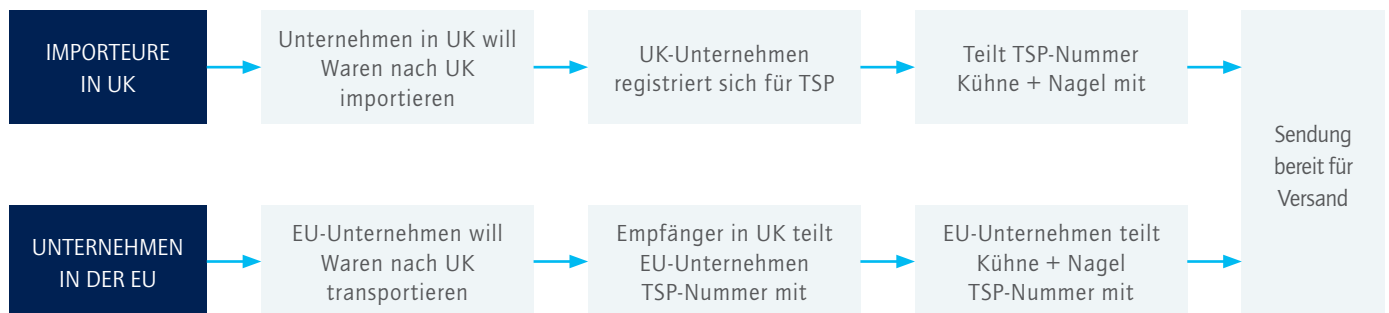 IMPORTEURE
IN UK
Unternehmen in UK will
Waren nach UK
importieren
UK-Unternehmen
registriert sich für TSP
Teilt TSP-Nummer
Kühne + Nagel mit
UNTERNEHMEN
IN DER EU
EU-Unternehmen will
Waren nach UK
transportieren
Empfänger in UK teilt
EU-Unternehmen
TSP-Nummer mit
EU-Unternehmen teilt
Kühne + Nagel
TSP-Nummer mit
Sendung
bereit für
Versand